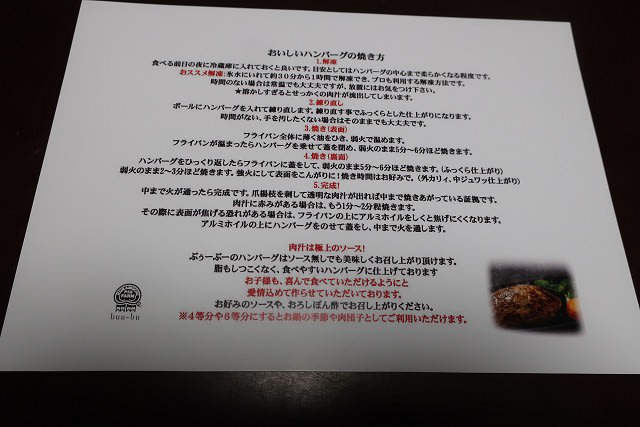 おいしいハンバーグの焼き方
1.解凍
食べる前日の夜に冷蔵庫に入れておくと良いです。目安としてはハンバーグの中心まで柔らかくなる程度です。
おススメ解凍:氷水にいれて約30分から1時間で解凍でき、プロも利用する解凍方法です。
時間のない場合は常温でも大丈夫ですが、放置にはお気をつけ下さい。
★溶かしすぎるとせっかくの肉汁が流出してしまいます。
2.練り直し
ボールにハンバーグを入れて練り直します。練り直す事でふっくらとした仕上がりになります。
時間がない、手を汚したくない場合はそのままでも大丈夫です。
3.焼き(表面)
フライパン全体に薄く油をひき、弱火で温めます。
フライパンが温まったらハンバーグを乗せて蓋を閉め、弱火のまま5分~6分ほど焼きます。
4.焼き(裏面)
ハンバーグをひっくり返したらフライパンに蓋をして、弱火のまま5分~6分ほど焼きます。(ふっくら仕上がり)
弱火のまま2~3分ほど焼きます。強火にして表面をこんがりに!焼き時間はお好みで。(外カリィ、中ジュワッ仕上がり)
5.完成!
中まで火が通ったら完成です。爪楊枝を刺して透明な肉汁が出れば中まで焼きあがっている証拠です。
肉汁に赤みがある場合は、もう1分~2分程焼きます。
その際に表面が焦げる恐れがある場合は、フライパンの上にアルミホイルをしくと焦げにくくなります。
アルミホイルの上にハンバーグをのせて蓋をし、中まで火を通します。
肉汁は極上のソース!
ぶぅーぶーのハンバーグはソース無しでも美味しくお召し上がり頂けます。
脂もしつこくなく、食べやすいハンバーグに仕上げております
お子様も、喜んで食べていただけるようにと
愛情込めて作らせていただいております。
お好みのソースや、おろしぽん酢でお召し上がりください。
※4等分や6等分にするとお鍋の季節や肉団子としてご利用いただけます。
buu-bu